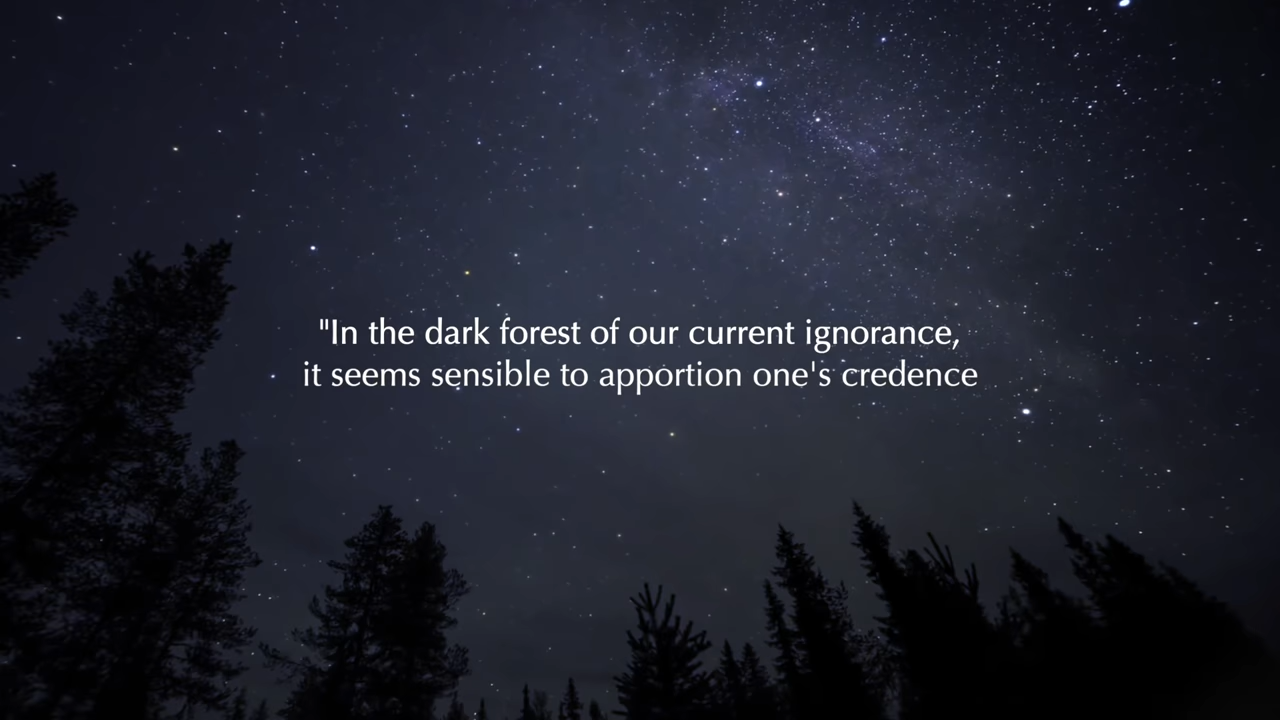 "In the dark forest of our current ignorance,
it seems sensible to apportion one's credence